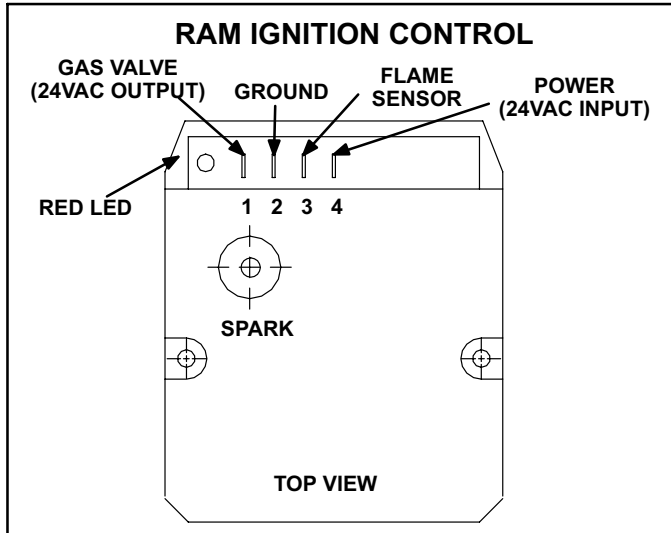 RAM IGNITION CONTROL
GAS VALVE
(24VAC OUTPUT)
GROUND
FLAME
SENSOR
POWER
(24VAC INPUT)
RED LED
1 2 3 4
SPARK
TOP VIEW